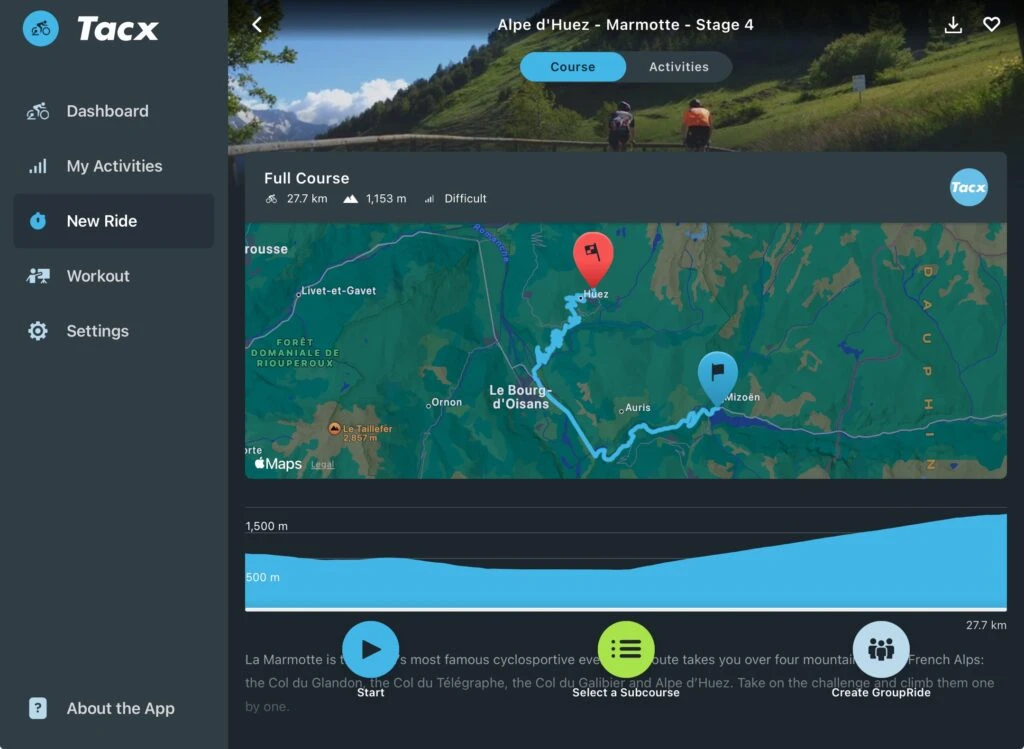 Tacx
Dashboard
My Activities
New Ride
Workout
Settings
? About the App
Alpe d'Huez - Marmotte - Stage 4
Course Activities
Full Course
27.7 km 1,153 m Difficult
Tacx
rousse
Romanche
Livet-et-Gavet
Huez
FORÊT
DOMANIALE DE
RIOUPEROUX
DAUPHIN
Le Bourg-
d'Oisans
Mizoën
Ornon
Auris
Le Taillefer
2,857 m
orte
Maps Legal
1,500 m
500 m
27.7 km
La Marmotte is t 's most famous cyclosportive eve oute takes you over four mountai French Alps:
the Col du Glandon, the Col du Télégraphe, the Col du Galibier and Alpe d'Huez. Take on the challenge and climb them one
by one.
Start
Select a Subcourse
Create GroupRide